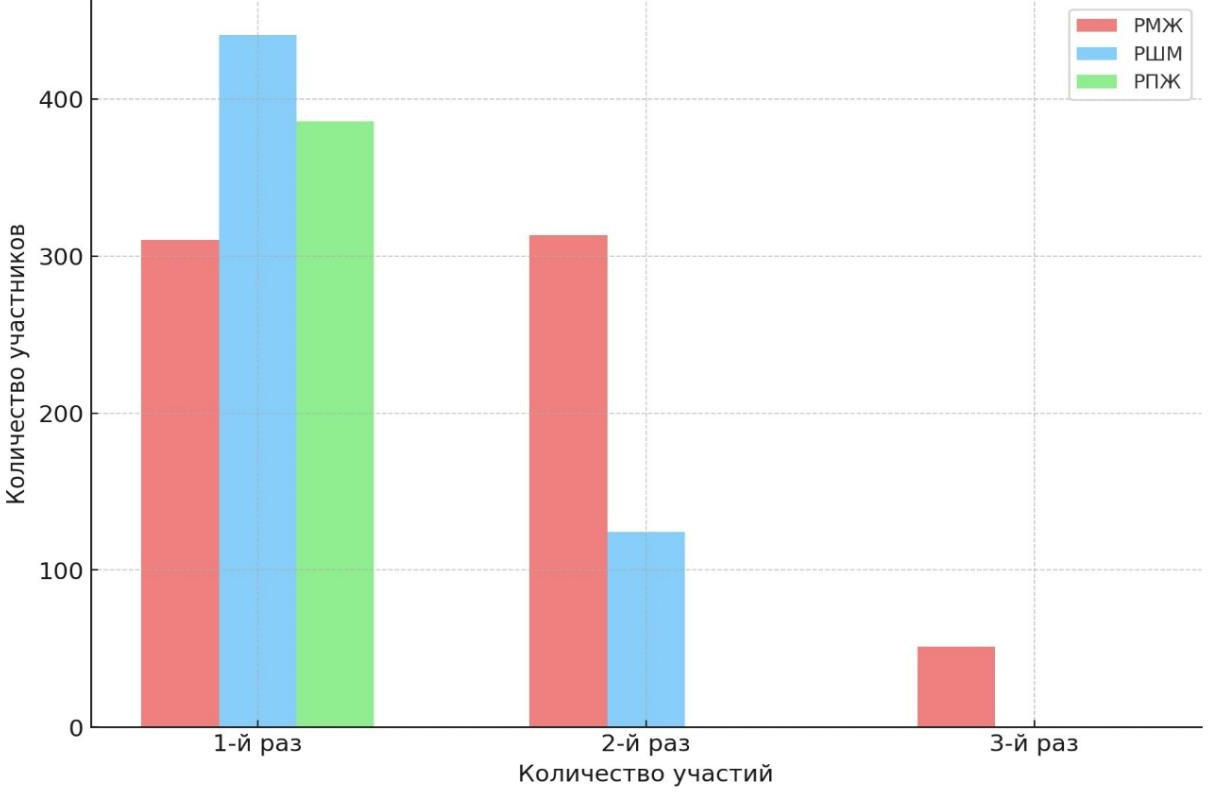 РМЖ
РШМ
РПЖ
400
300
200
100
0
Количество участников
1-й раз
2-й раз
3-й раз
Количество участий